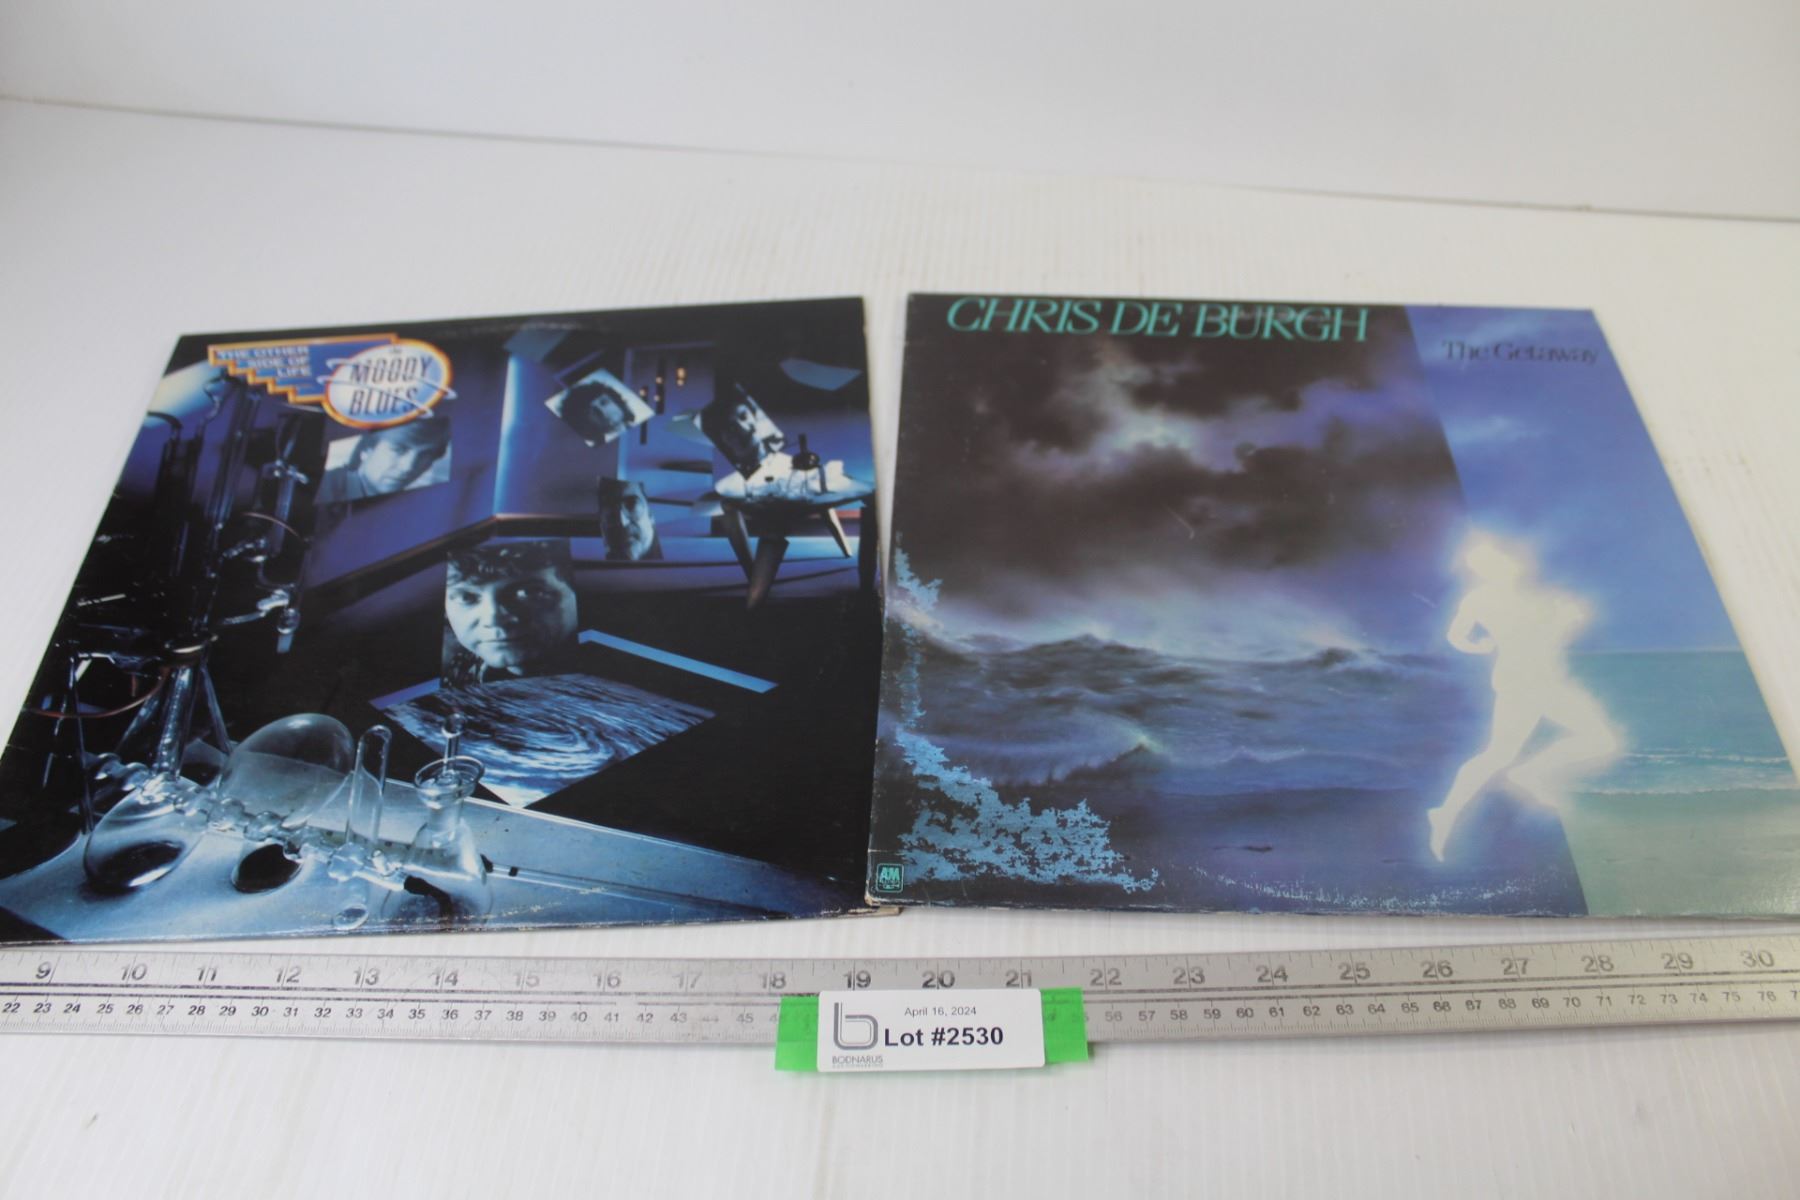 THE OTHER
SIDE OF
LIFE
MOODY
BLUES
CHRIS DE BURGH
The Getaway
A&M
9 10 11 12 13 14 15 16 17 18 19 20 21 22 23 24 25 26 27 28 29 30
22 23 24 25 26 27 28 29 30 31 32 33 34 35 36 37 38 39 40 41 42 43 44 45 56 57 58 59 60 61 62 63 64 65 66 67 68 69 70 71 72 73 74 75 76
April 16, 2024
Lot #2530
BODNARUS
AUCTIONEERING